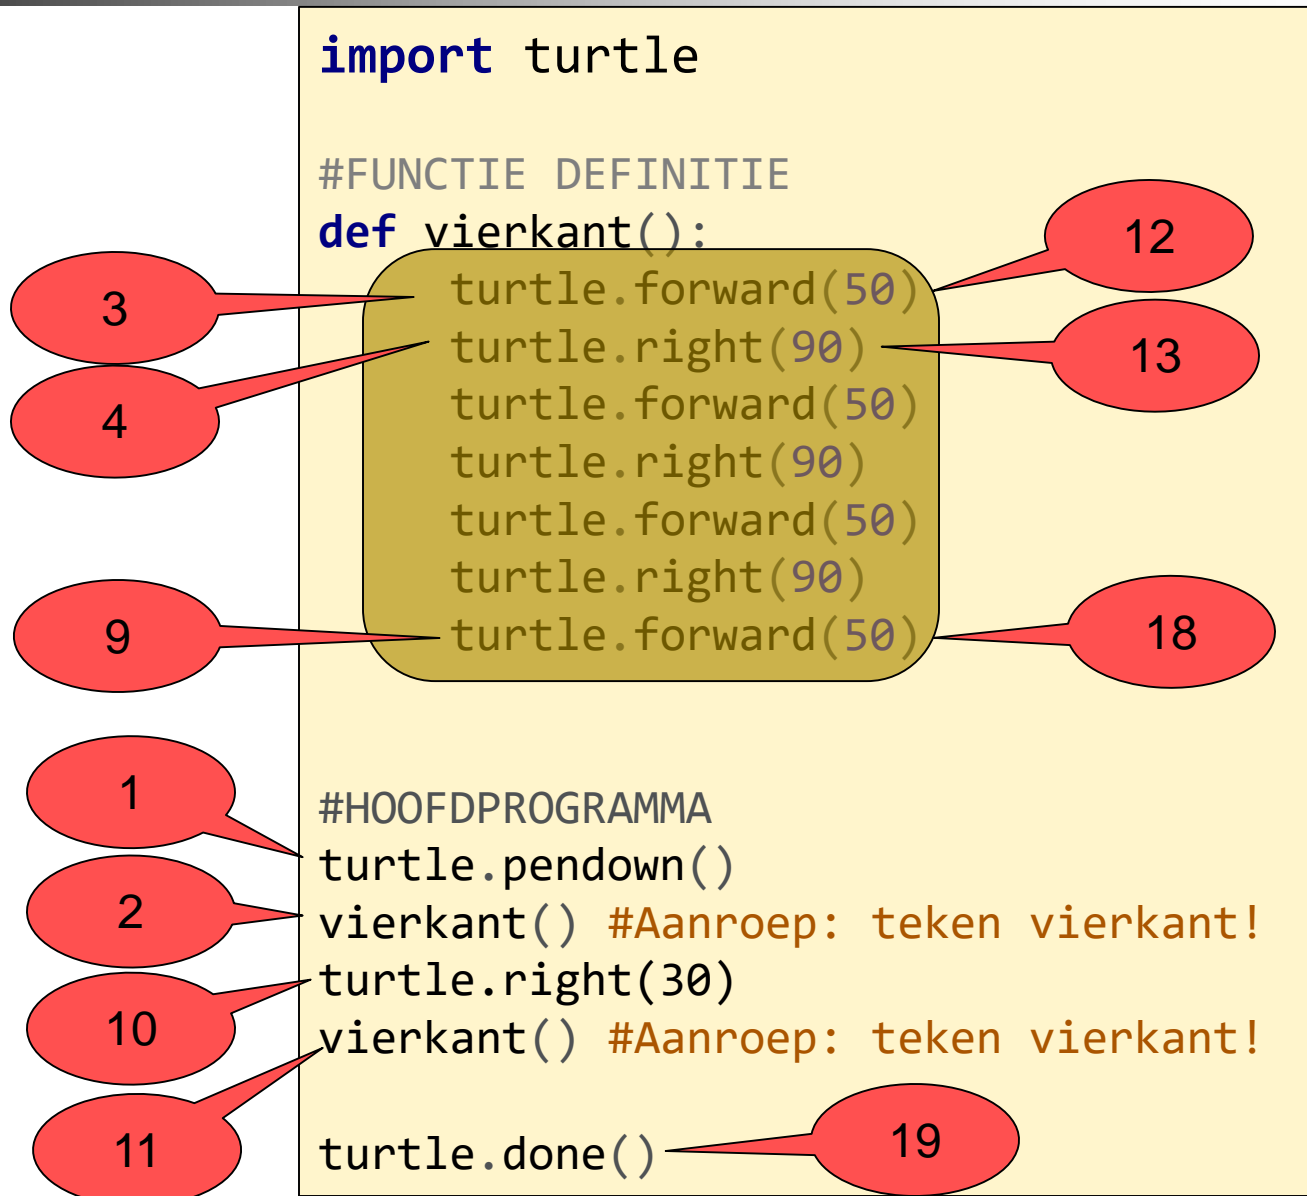 import turtle
#FUNCTIE DEFINITIE
def vierkant():
12
3
turtle.forward(50)
turtle.right(90)
13
4
turtle.forward(50)
turtle.right(90)
turtle.forward(50)
turtle.right(90)
9
turtle.forward(50)
18
1
#HOOFDPROGRAMMA
turtle.pendown()
2
vierkant() #Aanroep: teken vierkant!
turtle.right(30)
10
vierkant() #Aanroep: teken vierkant!
11
turtle.done()
19